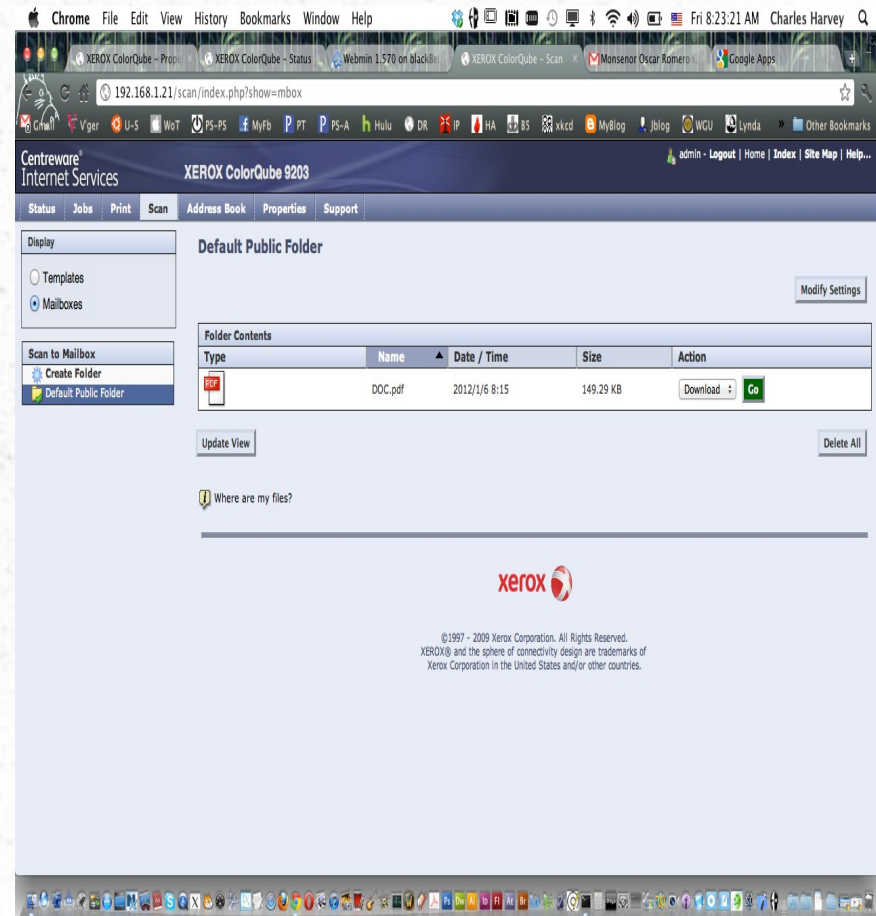 Chrome File Edit View History Bookmarks Window Help Fri 8:23:21 AM Charles Harvey
XEROX ColorQube – Prope XEROX ColorQube – Status Webmin 1.570 on blackBe XEROX ColorQube – Scan Monsenor Oscar Romero C Google Apps
192.168.1.21/scan/index.php?show=mbox
Gmail V'ger U-S WoT PS-PS MyFb PT PS-A Hulu DR IP HA BS xkcd MyBlog Jblog WGU Lynda » Other Bookmarks
Centreware®
Internet Services
XEROX ColorQube 9203
admin - Logout | Home | Index | Site Map | Help...
Status Jobs Print Scan Address Book Properties Support
Display
Templates
Mailboxes
Scan to Mailbox
Create Folder
Default Public Folder
Default Public Folder
Modify Settings
Folder Contents
Type Name Date / Time Size Action
PDF DOC.pdf 2012/1/6 8:15 149.29 KB Download Go
Update View Delete All
Where are my files?
xerox
©1997 - 2009 Xerox Corporation. All Rights Reserved.
XEROX® and the sphere of connectivity design are trademarks of
Xerox Corporation in the United States and/or other countries.